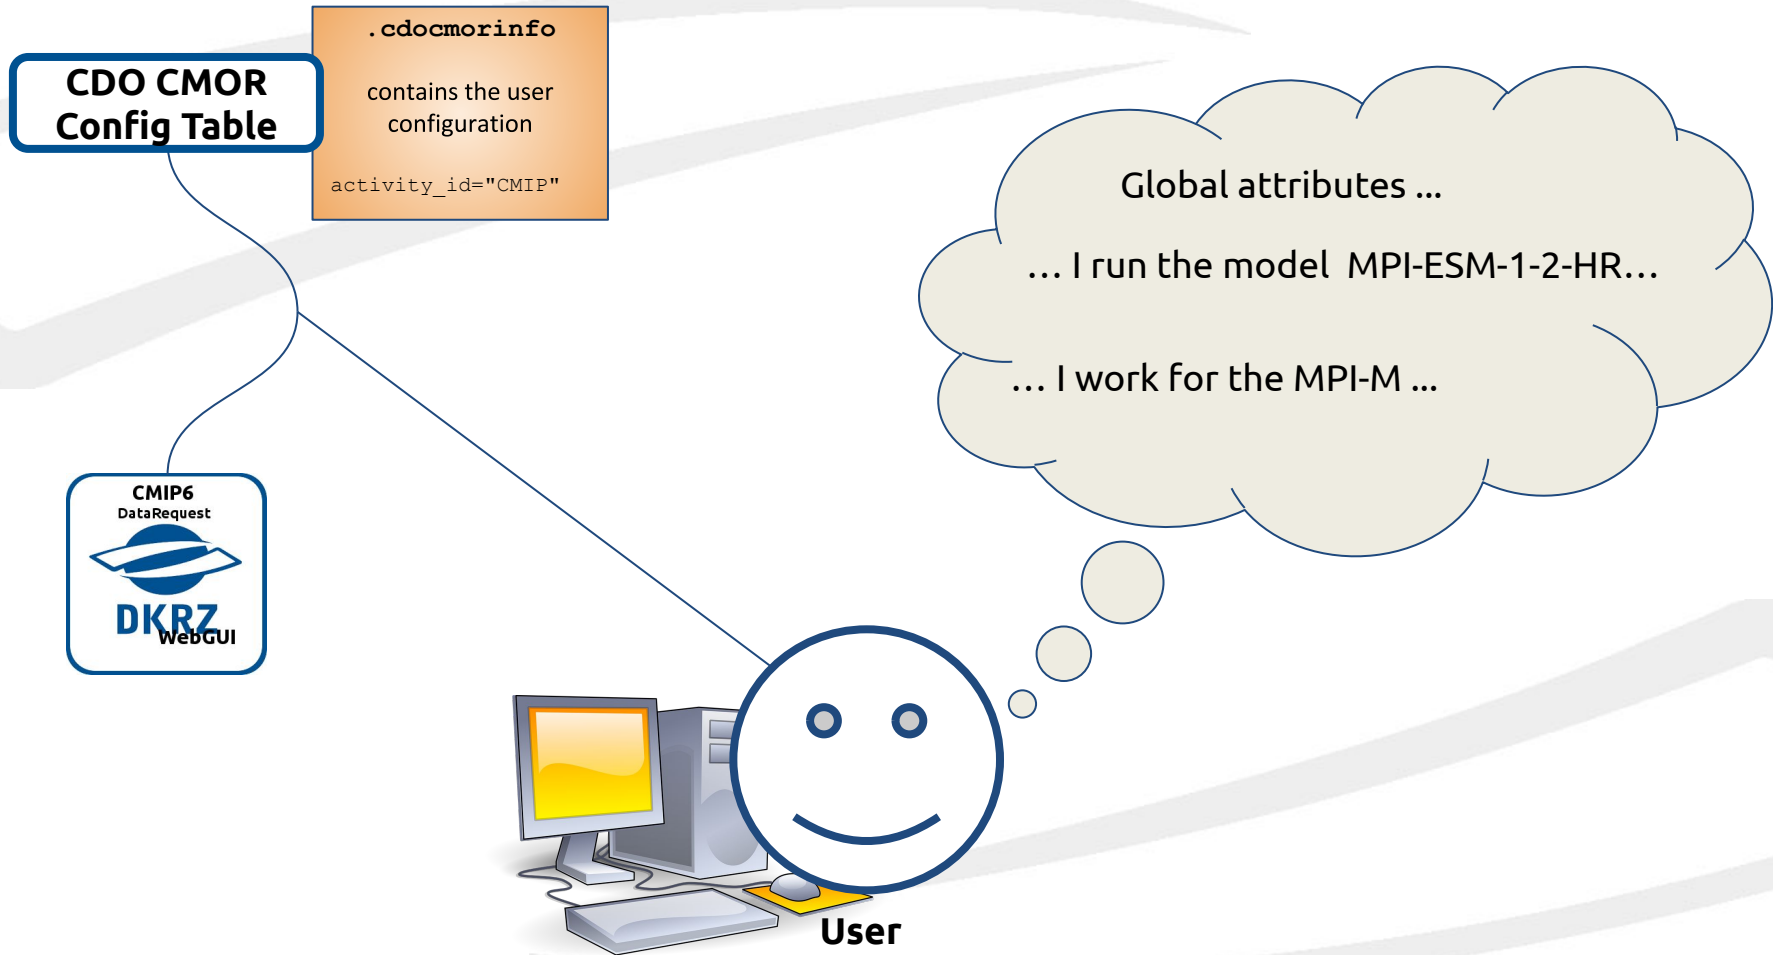 .cdocmorinfo
CDO CMOR
Config Table
contains the user
configuration
activity_id="CMIP"
Global attributes ...
... I run the model  MPI-ESM-1-2-HR...
... I work for the MPI-M ...
CMIP6
DataRequest
DKRZ
WebGUI
User